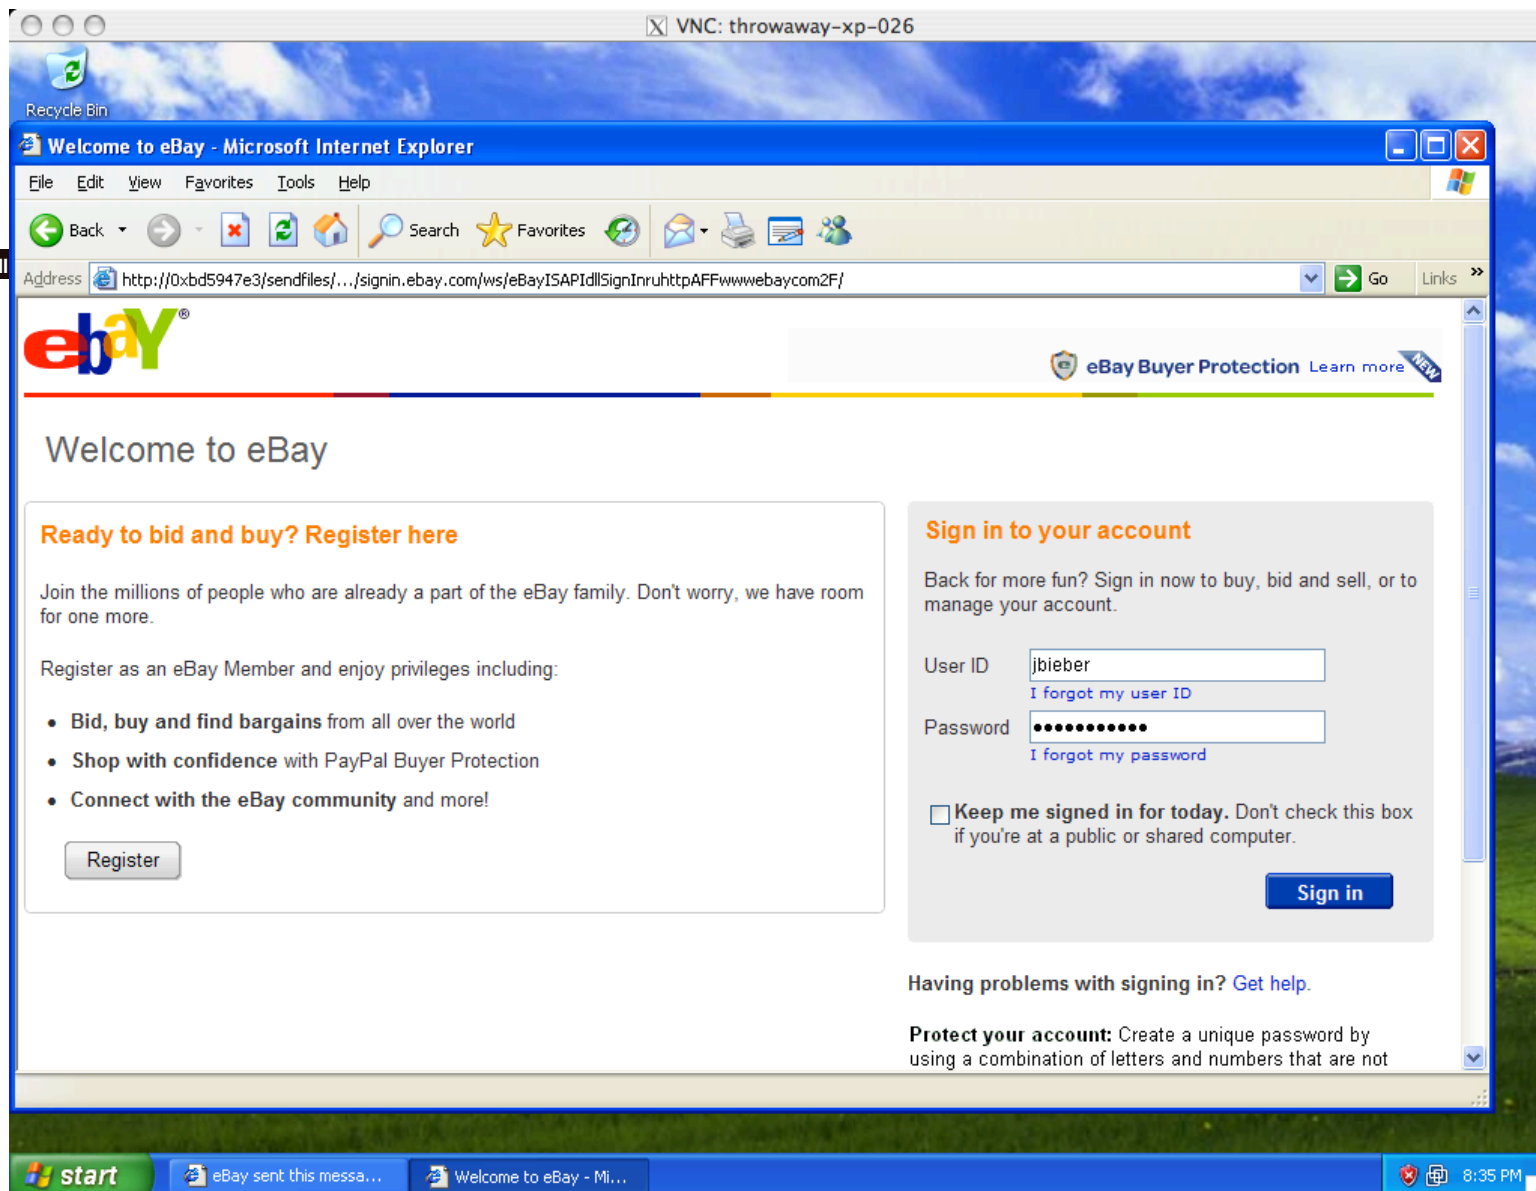 VNC: throwaway-xp-026
Recycle Bin
Welcome to eBay - Microsoft Internet Explorer
File Edit View Favorites Tools Help
Back Search Favorites
Address http://0xbd5947e3/sendfiles/.../signin.ebay.com/ws/eBayISAPIdllSignInruhttpAFFwwwebaycom2F/ Go Links »
ebaY®
eBay Buyer Protection Learn more NEW
Welcome to eBay
Ready to bid and buy? Register here
Join the millions of people who are already a part of the eBay family. Don't worry, we have room
for one more.
Register as an eBay Member and enjoy privileges including:
• Bid, buy and find bargains from all over the world
• Shop with confidence with PayPal Buyer Protection
• Connect with the eBay community and more!
Register
Sign in to your account
Back for more fun? Sign in now to buy, bid and sell, or to
manage your account.
User ID jbieber
I forgot my user ID
Password •••••••••••
I forgot my password
Keep me signed in for today. Don't check this box
if you're at a public or shared computer.
Sign in
Having problems with signing in? Get help.
Protect your account: Create a unique password by
using a combination of letters and numbers that are not
start eBay sent this messa... Welcome to eBay - Mi... 8:35 PM